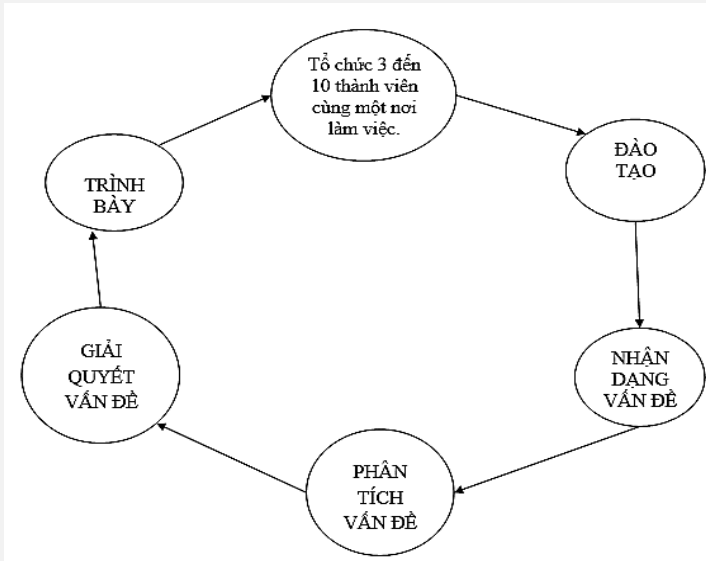 Tổ chức 3 đến
10 thành viên
cùng một nơi
làm việc.
ĐÀO
TẠO
NHẬN
DẠNG
VẤN ĐỀ
PHÂN
TÍCH
VẤN ĐỀ
GIẢI
QUYẾT
VẤN ĐỀ
TRÌNH
BÀY